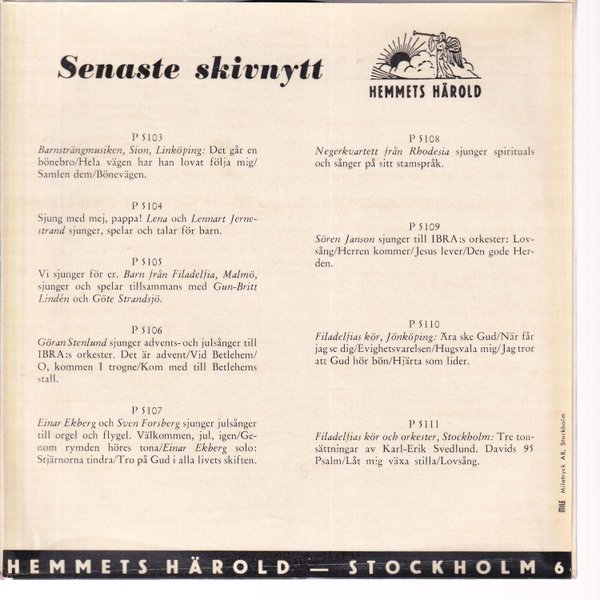 Senaste skivnytt
HEMMETS HÄROLD
P 5103
Barnsträngmusiken, Sion, Linköping: Det går en
bönebro/Hela vägen har han lovat följa mig/
Samlen dem/Bönevägen.
P 5104
Sjung med mej, pappa! Lena och Lennart Jerne-
strand sjunger, spelar och talar för barn.
P 5105
Vi sjunger för er. Barn från Filadelfia, Malmö,
sjunger och spelar tillsammans med Gun-Britt
Lindén och Göte Strandsjö.
P 5106
Göran Stenlund sjunger advents- och julsånger till
IBRA:s orkester. Det är advent/Vid Betlehem/
O, kommen I trogne/Kom med till Betlehems
stall.
P 5107
Einar Ekberg och Sven Forsberg sjunger julsånger
till orgel och flygel. Välkommen, jul, igen/Ge-
nom rymden höres tona/Einar Ekberg solo:
Stjärnorna tindra/Tro på Gud i alla livets skiften.
P 5108
Negerkvartett från Rhodesia sjunger spirituals
och sånger på sitt stamspråk.
P 5109
Sören Janson sjunger till IBRA:s orkester: Lov-
sång/Herren kommer/Jesus lever/Den gode Her-
den.
P 5110
Filadelfias kör, Jönköping: Ära ske Gud/När får
jag se dig/Evighetsvarelsen/Hugsvala mig/Jag tror
att Gud hör bön/Hjärta som lider.
P 5111
Filadelfias kör och orkester, Stockholm: Tre ton-
sättningar av Karl-Erik Svedlund. Davids 95
Psalm/Låt mig växa stilla/Lovsång.
MILE Miletryck AB, Stockholm
HEMMETS HÄROLD — STOCKHOLM 6